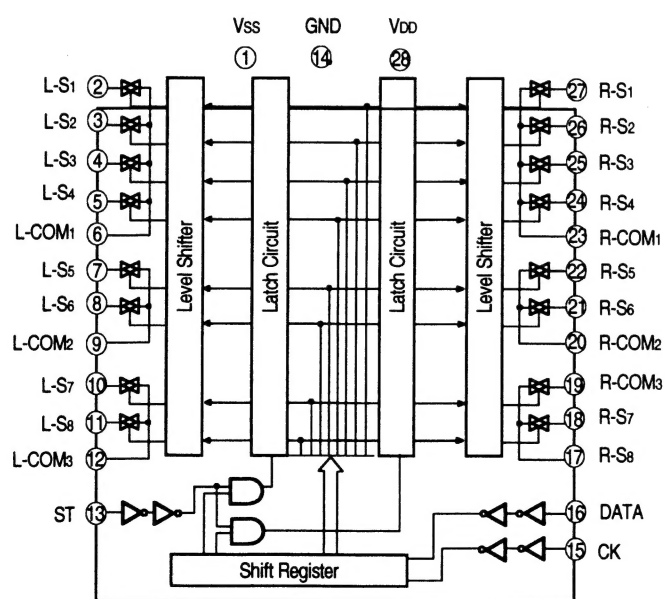 VSS GND VDD
1 14 28
L-S1 2 27 R-S1
L-S2 3 26 R-S2
L-S3 4 25 R-S3
L-S4 5 24 R-S4
L-COM1 6 23 R-COM1
L-S5 7 22 R-S5
L-S6 8 21 R-S6
L-COM2 9 20 R-COM2
L-S7 10 19 R-COM3
L-S8 11 18 R-S7
L-COM3 12 17 R-S8
Level Shifter
Latch Circuit
Latch Circuit
Level Shifter
ST 13 16 DATA
15 CK
Shift Register